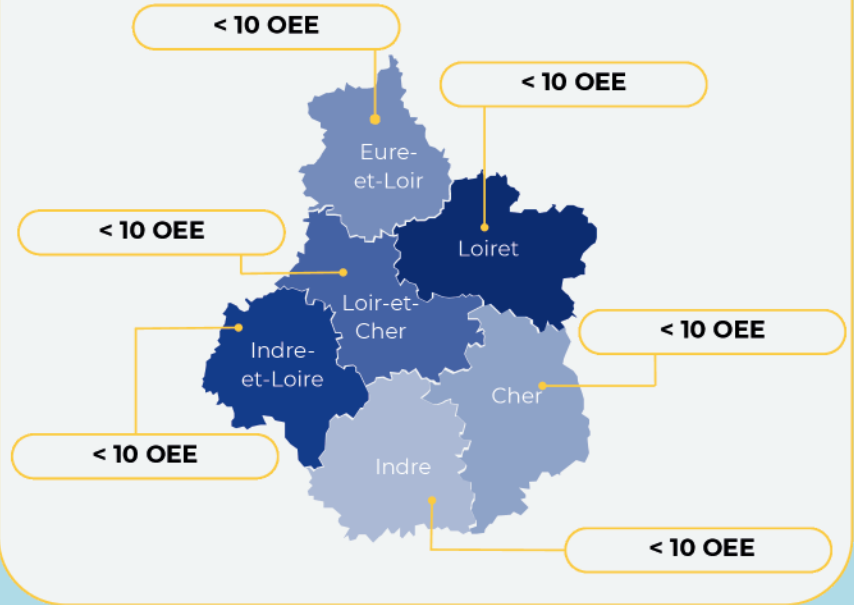 < 10 OEE
< 10 OEE
Eure-
et-Loir
< 10 OEE
Loiret
Loir-et-
Cher
< 10 OEE
Indre-
et-Loire
Cher
< 10 OEE
Indre
< 10 OEE